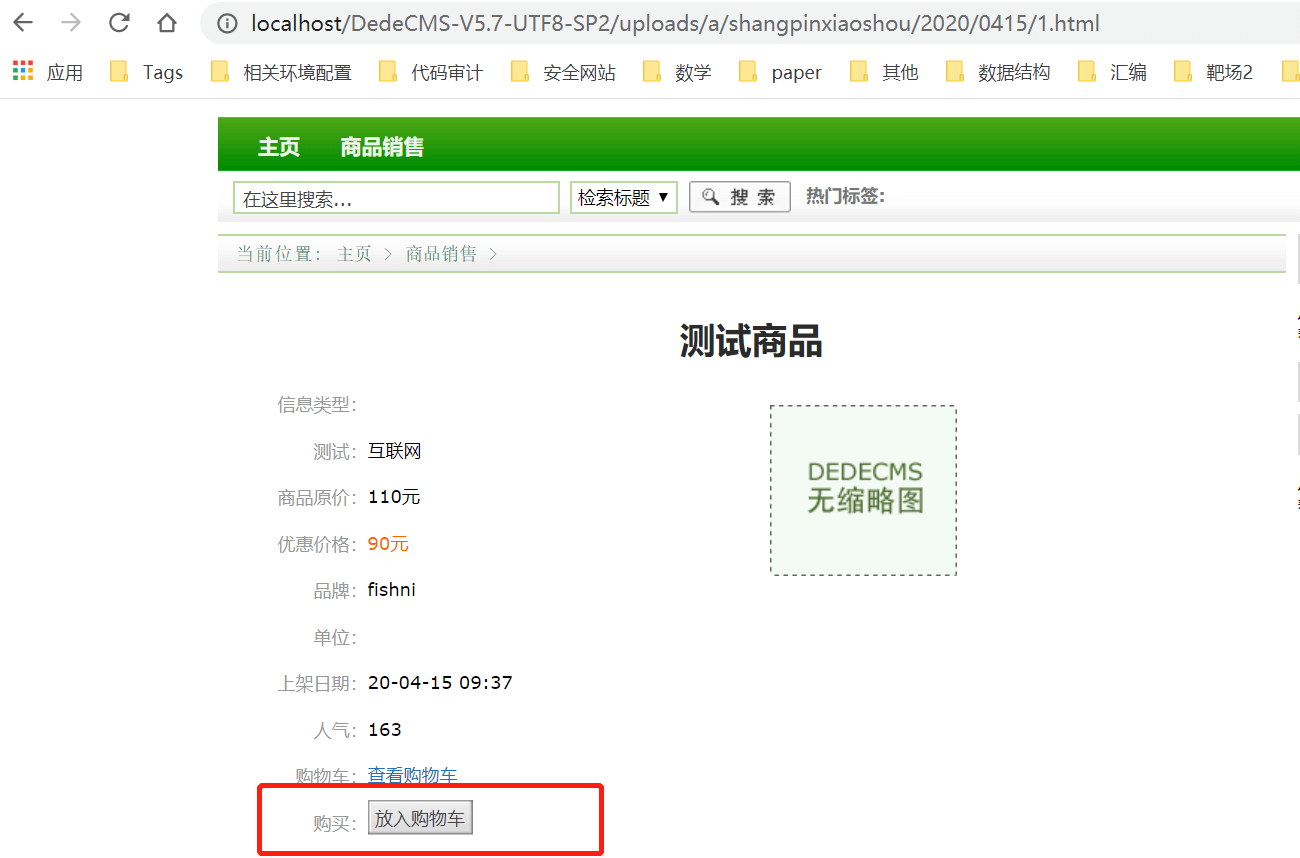 localhost/DedeCMS-V5.7-UTF8-SP2/uploads/a/shangpinxiaoshou/2020/0415/1.html
应用 Tags 相关环境配置 代码审计 安全网站 数学 paper 其他 数据结构 汇编 靶场2
主页 商品销售
在这里搜索... 检索标题 ▼ 搜 索 热门标签:
当前位置: 主页 > 商品销售 >
测试商品
信息类型:
测试: 互联网
商品原价: 110元
优惠价格: 90元
品牌: fishni
单位:
上架日期: 20-04-15 09:37
人气: 163
购物车: 查看购物车
购买: 放入购物车
DEDECMS
无缩略图